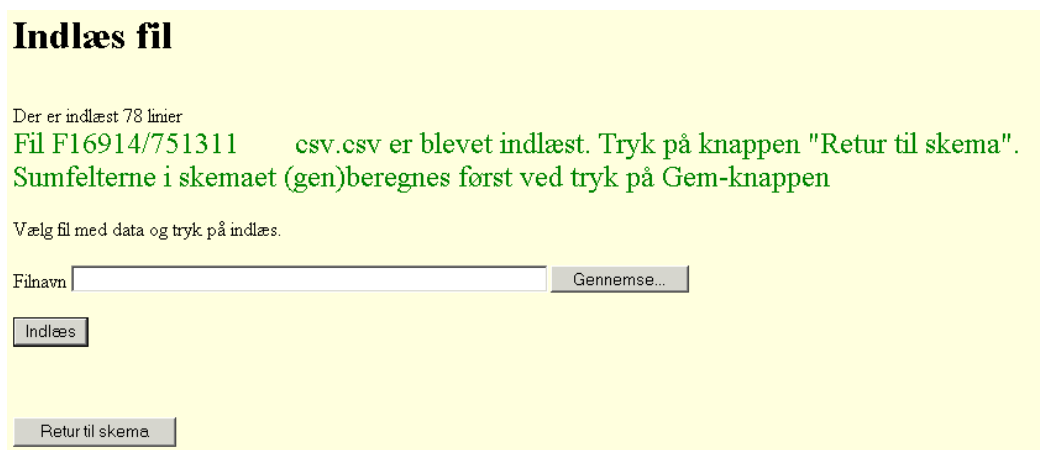 Indlæs fil
Der er indlæst 78 linier
Fil F16914/751311 csv.csv er blevet indlæst. Tryk på knappen "Retur til skema".
Sumfelterne i skemaet (gen)beregnes først ved tryk på Gem-knappen
Vælg fil med data og tryk på indlæs.
Filnavn Gennemse...
Indlæs
Retur til skema